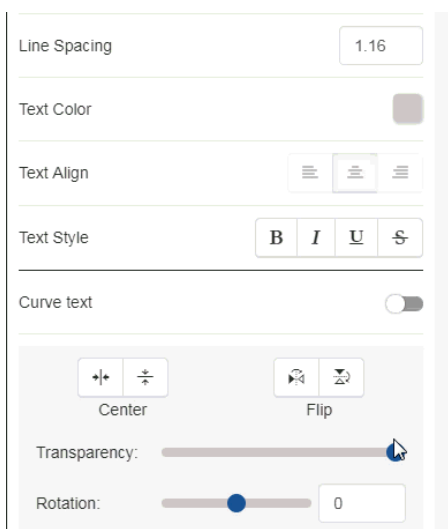 Line Spacing 1.16
Text Color
Text Align
Text Style B I U S
Curve text
Center Flip
Transparency:
Rotation: 0